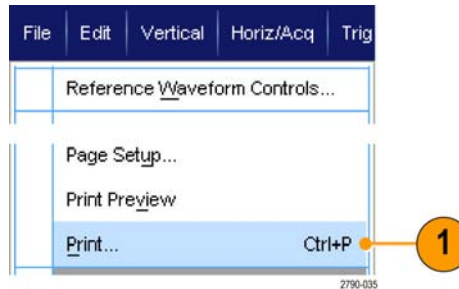 File Edit Vertical Horiz/Acq Trig
Reference Waveform Controls...
Page Setup...
Print Preview
Print... Ctrl+P
1
2790-035